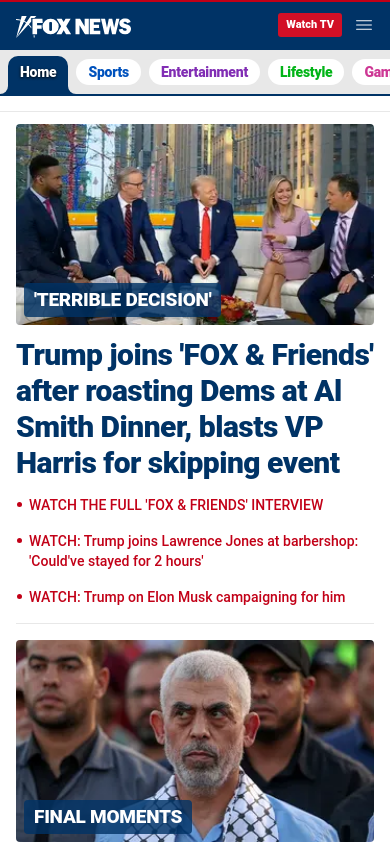 FOX NEWS
Watch TV
Home
Sports
Entertainment
Lifestyle
Gam
'TERRIBLE DECISION'
Trump joins 'FOX & Friends'
after roasting Dems at Al
Smith Dinner, blasts VP
Harris for skipping event
• WATCH THE FULL 'FOX & FRIENDS' INTERVIEW
• WATCH: Trump joins Lawrence Jones at barbershop:
'Could've stayed for 2 hours'
• WATCH: Trump on Elon Musk campaigning for him
FINAL MOMENTS